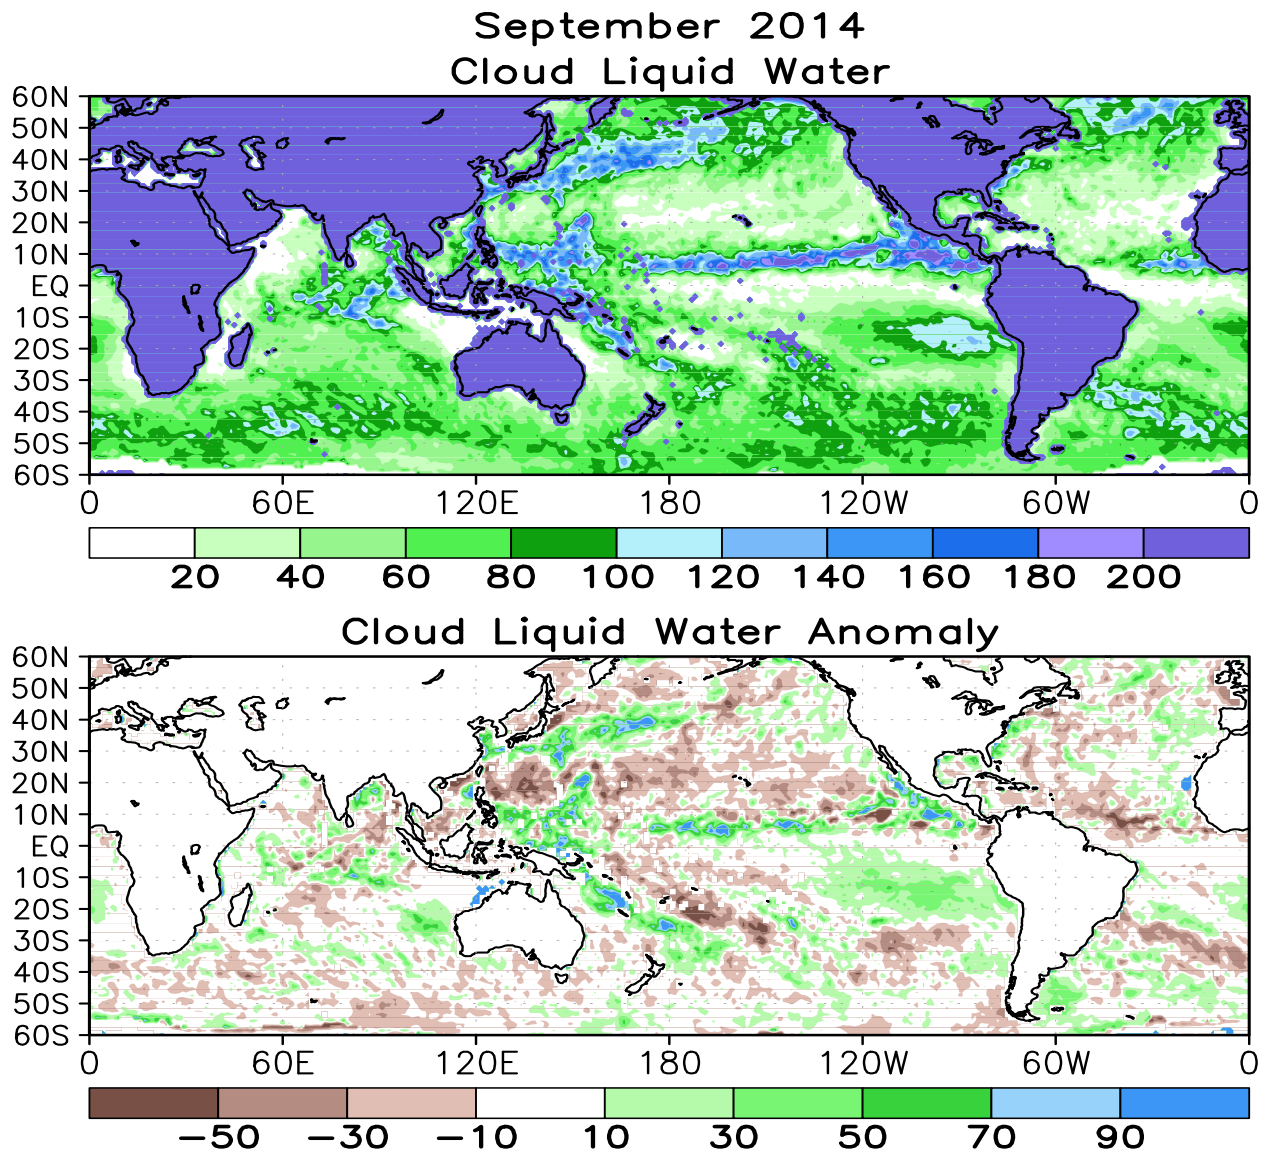 September 2014
Cloud Liquid Water
60N
50N
40N
30N
20N
10N
EQ
10S
20S
30S
40S
50S
60S
0 60E 120E 180 120W 60W 0
20 40 60 80 100 120 140 160 180 200
Cloud Liquid Water Anomaly
60N
50N
40N
30N
20N
10N
EQ
10S
20S
30S
40S
50S
60S
0 60E 120E 180 120W 60W 0
−50 −30 −10 10 30 50 70 90